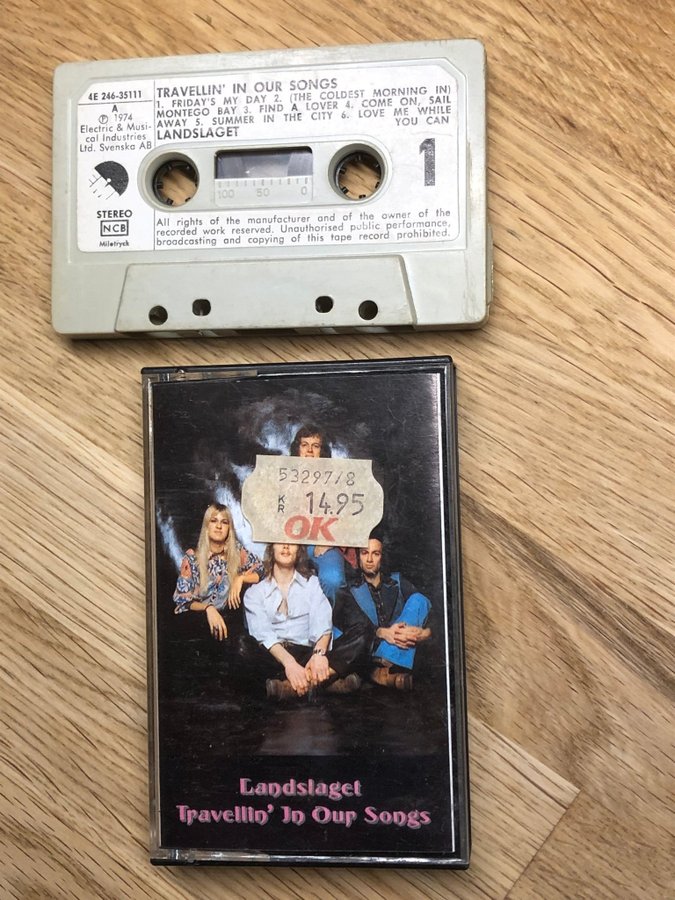 4E 246-35111
A
℗ 1974
Electric & Musi-
cal Industries
Ltd. Svenska AB
STEREO
NCB
Miletryck
TRAVELLIN' IN OUR SONGS
1. FRIDAY'S MY DAY 2. (THE COLDEST MORNING IN)
MONTEGO BAY 3. FIND A LOVER 4. COME ON, SAIL
AWAY 5. SUMMER IN THE CITY 6. LOVE ME WHILE
LANDSLAGET YOU CAN
1
100 50 0
All rights of the manufacturer and of the owner of the
recorded work reserved. Unauthorised public performance,
broadcasting and copying of this tape record prohibited.
53297/8
KR 14.95
OK
Landslaget
Travellin' In Our Songs